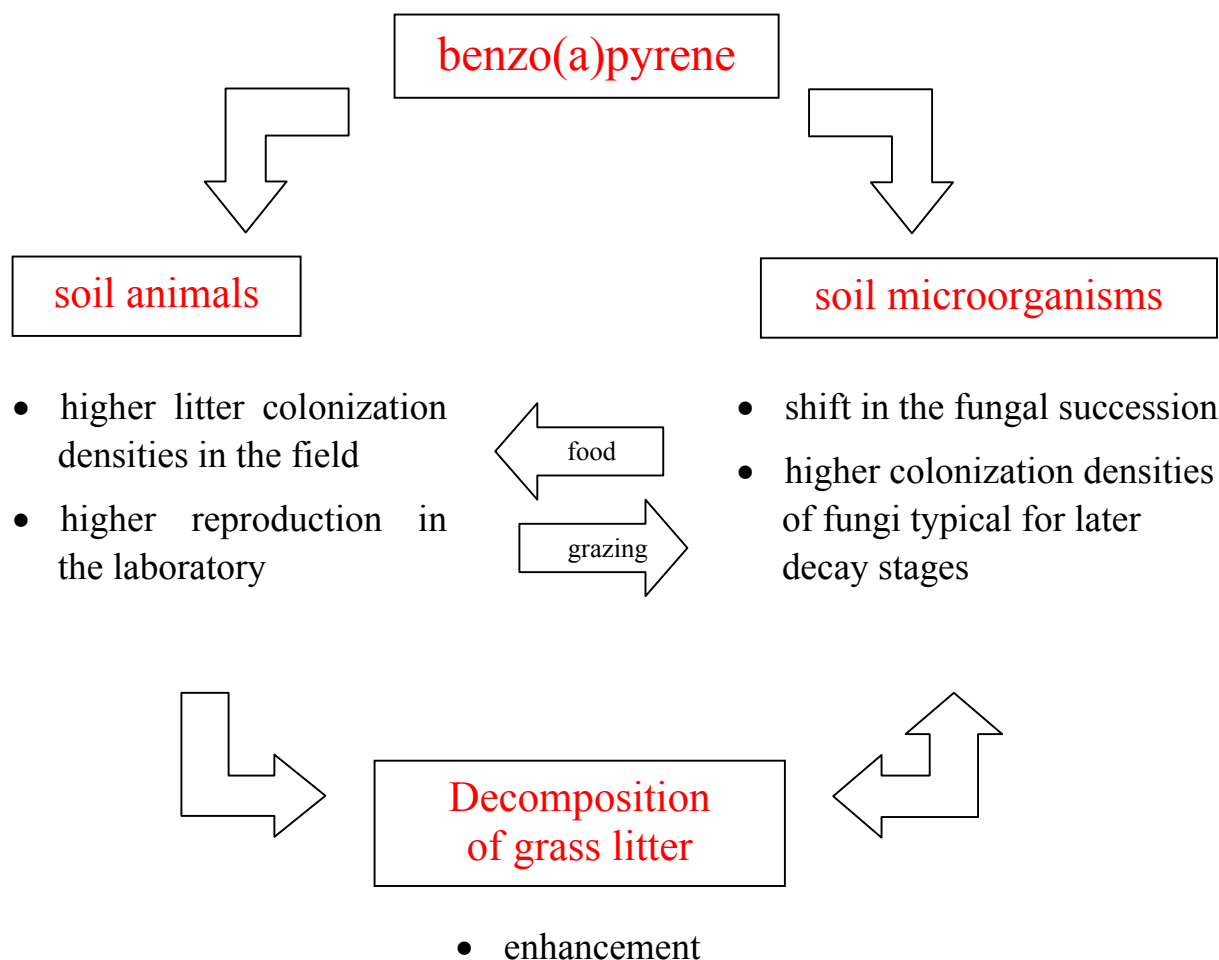 benzo(a)pyrene
soil animals
soil microorganisms
• higher litter colonization
densities in the field
• higher reproduction in
the laboratory
food
grazing
• shift in the fungal succession
• higher colonization densities
of fungi typical for later
decay stages
Decomposition
of grass litter
• enhancement